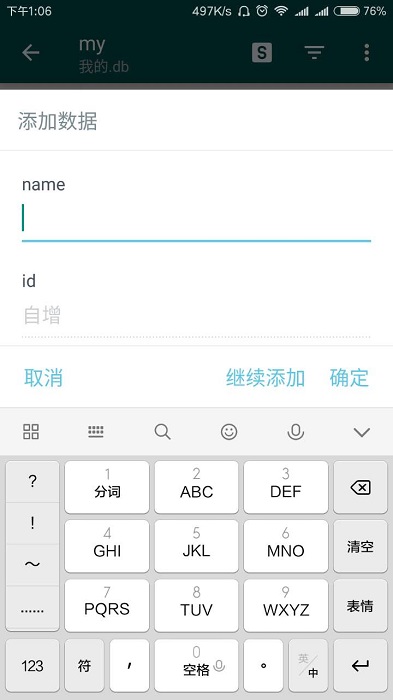 下午1:06 497K/s 76%
my
我的.db
S
添加数据
name
id
自增
取消 继续添加 确定
? 1 分词 2 ABC 3 DEF
!
～ 4 GHI 5 JKL 6 MNO 清空
...... 7 PQRS 8 TUV 9 WXYZ 表情
123 符 ， 0 空格 。 英/中